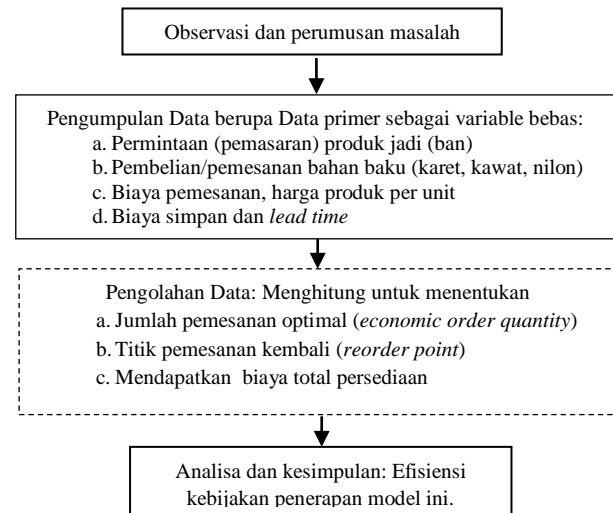 Observasi dan perumusan masalah
Pengumpulan Data berupa Data primer sebagai variable bebas:
a. Permintaan (pemasaran) produk jadi (ban)
b. Pembelian/pemesanan bahan baku (karet, kawat, nilon)
c. Biaya pemesanan, harga produk per unit
d. Biaya simpan dan lead time
Pengolahan Data: Menghitung untuk menentukan
a. Jumlah pemesanan optimal (economic order quantity)
b. Titik pemesanan kembali (reorder point)
c. Mendapatkan biaya total persediaan
Analisa dan kesimpulan: Efisiensi
kebijakan penerapan model ini.